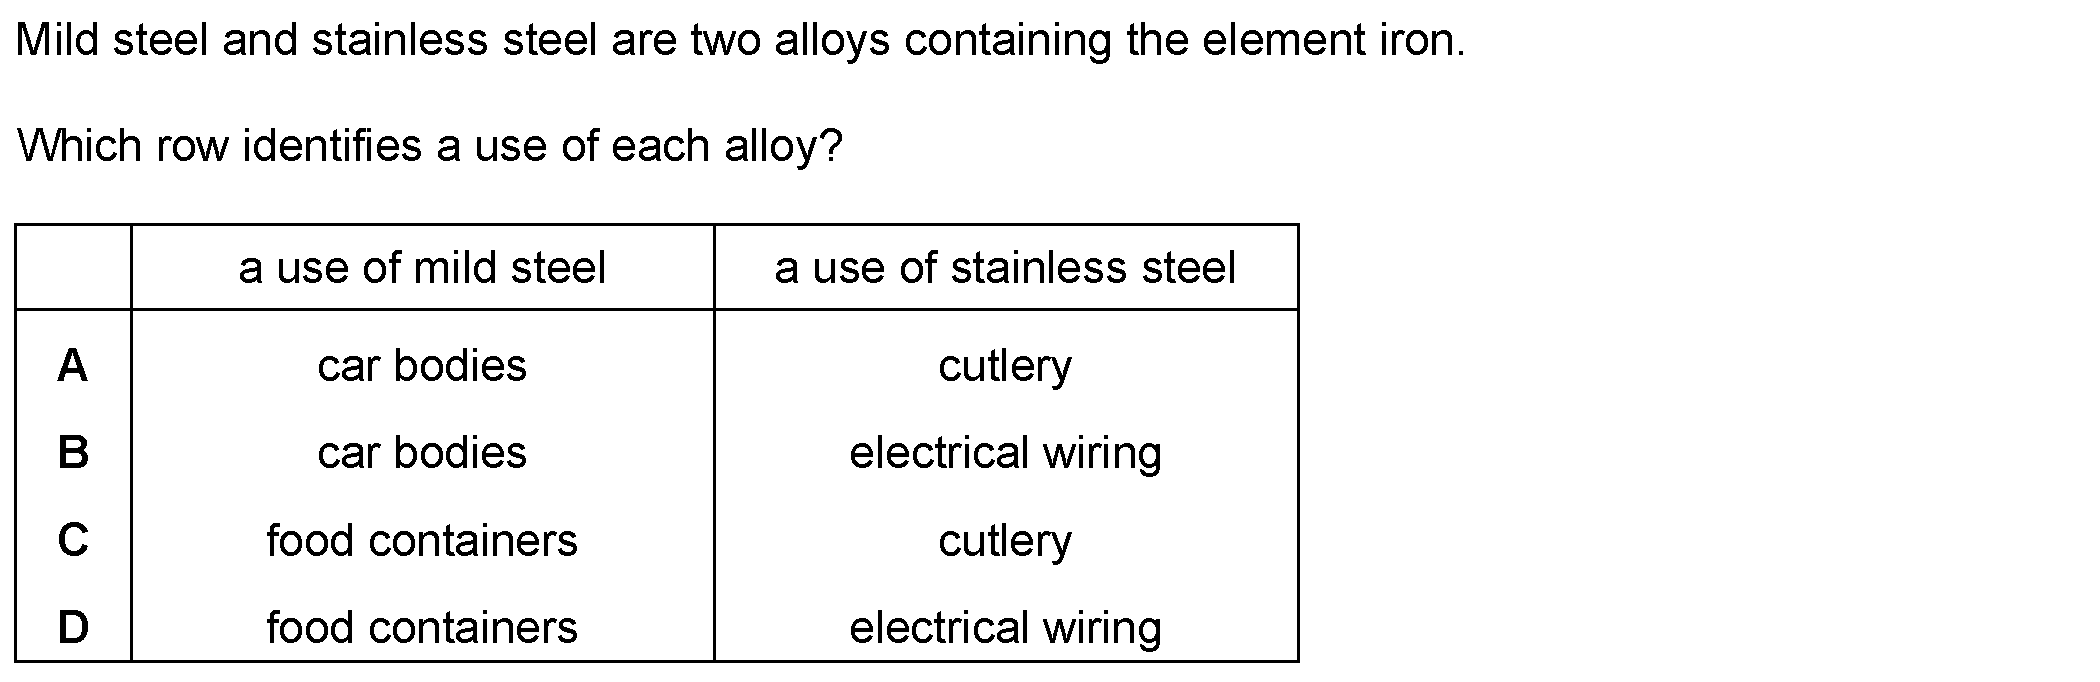 Mild steel and stainless steel are two alloys containing the element iron.
Which row identifies a use of each alloy?
a use of mild steel a use of stainless steel
A car bodies cutlery
B car bodies electrical wiring
C food containers cutlery
D food containers electrical wiring